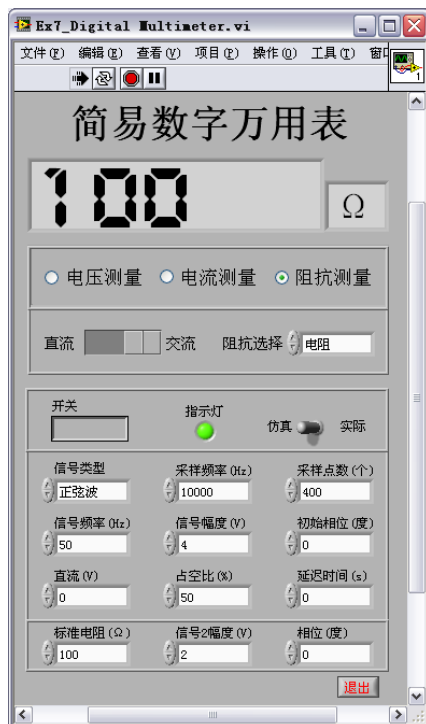 Ex7_Digital Multimeter.vi
文件(F) 编辑(E) 查看(V) 项目(P) 操作(O) 工具(T) 窗口
1
简易数字万用表
100
Ω
电压测量 电流测量 阻抗测量
直流 交流 阻抗选择 电阻
开关 指示灯 仿真 实际
信号类型 采样频率(Hz) 采样点数(个)
正弦波 10000 400
信号频率(Hz) 信号幅度(V) 初始相位(度)
50 4 0
直流(V) 占空比(%) 延迟时间(s)
0 50 0
标准电阻(Ω) 信号2幅度(V) 相位(度)
100 2 0
退出